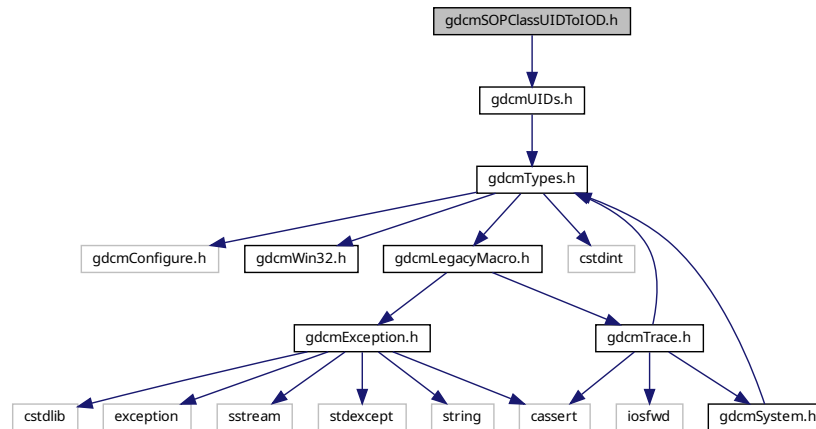 gdcmSOPClassUIDToIOD.h
gdcmUIDs.h
gdcmTypes.h
gdcmConfigure.h
gdcmWin32.h
gdcmLegacyMacro.h
cstdint
gdcmException.h
gdcmTrace.h
cstdlib
exception
sstream
stdexcept
string
cassert
iosfwd
gdcmSystem.h